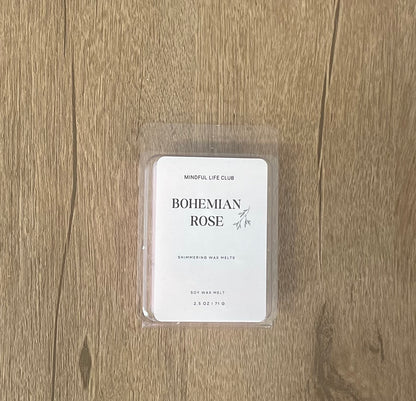 MINDFUL LIFE CLUB
BOHEMIAN
ROSE
SHIMMERING WAX MELTS
SOY WAX MELT
2.5 OZ | 71 G